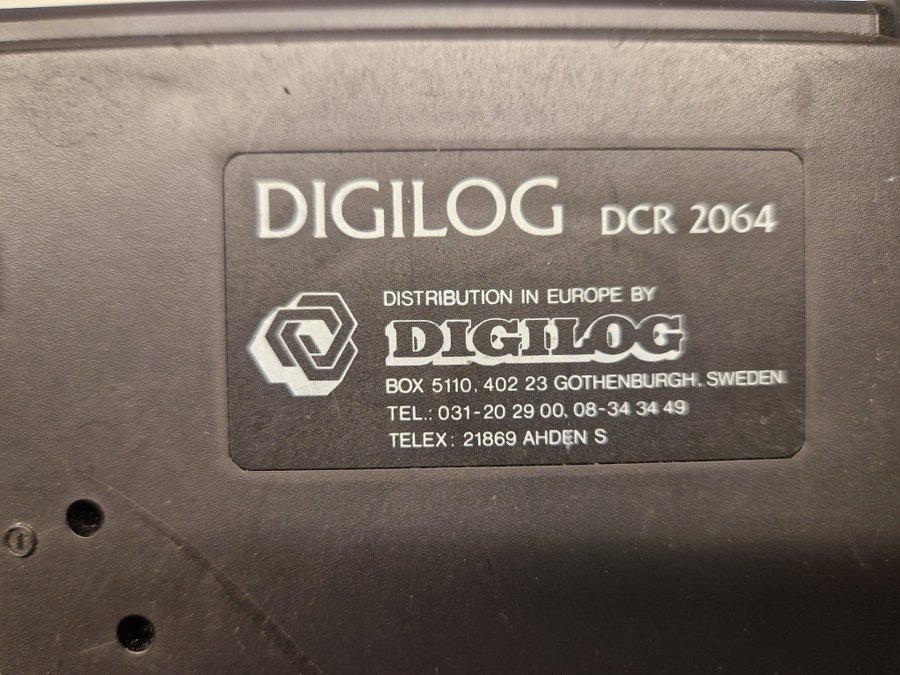 DIGILOG DCR 2064
DISTRIBUTION IN EUROPE BY
DIGILOG
BOX 5110, 402 23 GOTHENBURGH. SWEDEN
TEL.: 031-20 29 00, 08-34 34 49
TELEX: 21869 AHDEN S
1